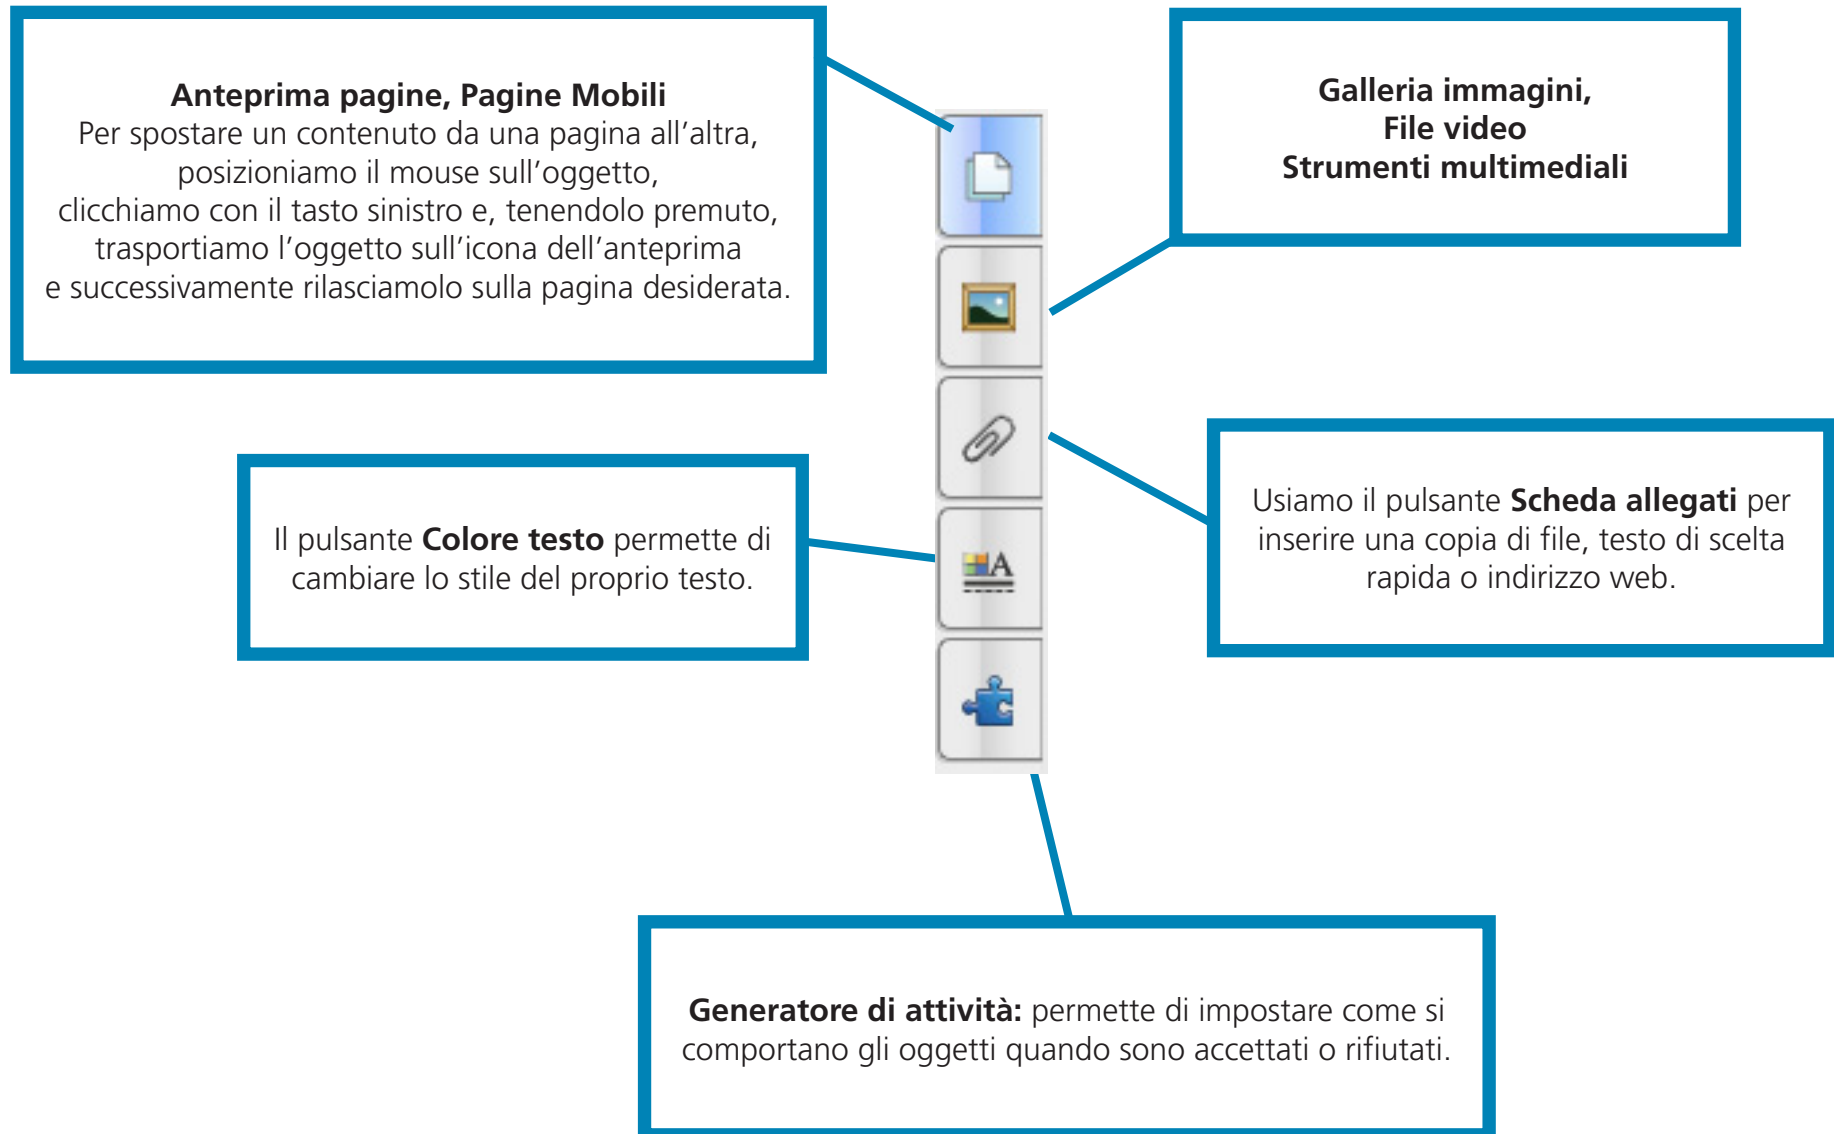 Anteprima pagine, Pagine Mobili
Per spostare un contenuto da una pagina all’altra,
posizioniamo il mouse sull’oggetto,
clicchiamo con il tasto sinistro e, tenendolo premuto,
trasportiamo l’oggetto sull’icona dell’anteprima
e successivamente rilasciamolo sulla pagina desiderata.
Galleria immagini,
File video
Strumenti multimediali
Usiamo il pulsante Scheda allegati per
inserire una copia di file, testo di scelta
rapida o indirizzo web.
Il pulsante Colore testo permette di
cambiare lo stile del proprio testo.
A
Generatore di attività: permette di impostare come si
comportano gli oggetti quando sono accettati o rifiutati.